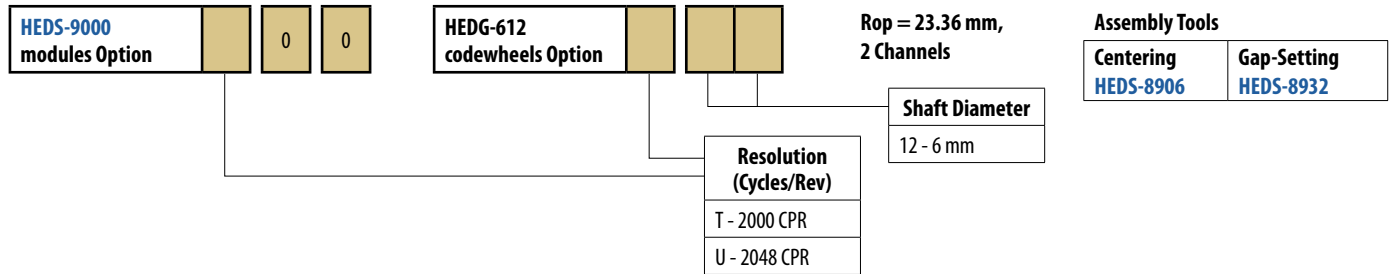 HEDS-9000
modules Option
0
0
HEDG-612
codewheels Option
Rop = 23.36 mm,
2 Channels
Assembly Tools
Centering
HEDS-8906
Gap-Setting
HEDS-8932
Shaft Diameter
12 - 6 mm
Resolution
(Cycles/Rev)
T - 2000 CPR
U - 2048 CPR